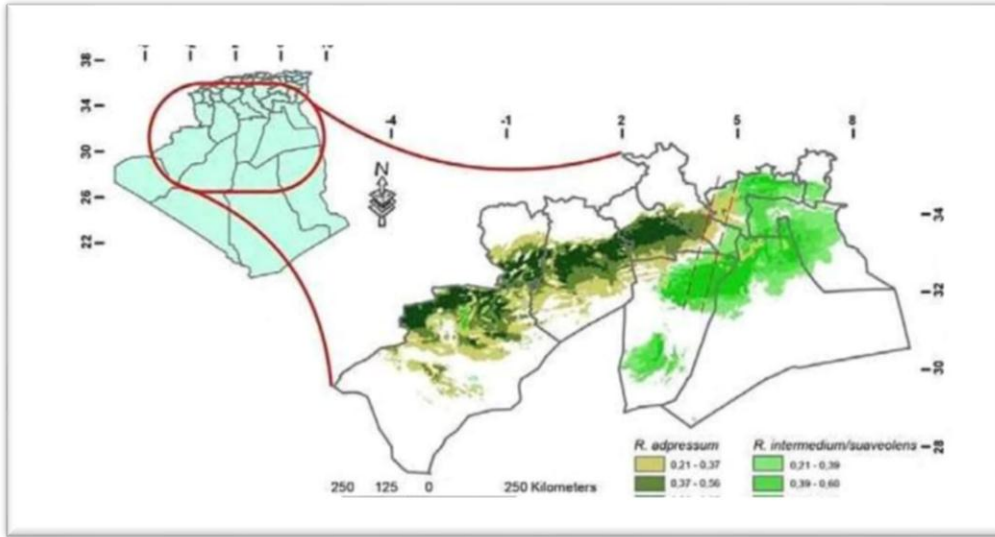 38
34
30
26
22
N
-4
-1
2
5
8
34
32
30
28
R. adpressum
0,21 - 0,37
0,37 - 0,56
R. intermedium/suaveolens
0,21 - 0,39
0,39 - 0,60
250 125 0 250 Kilometers